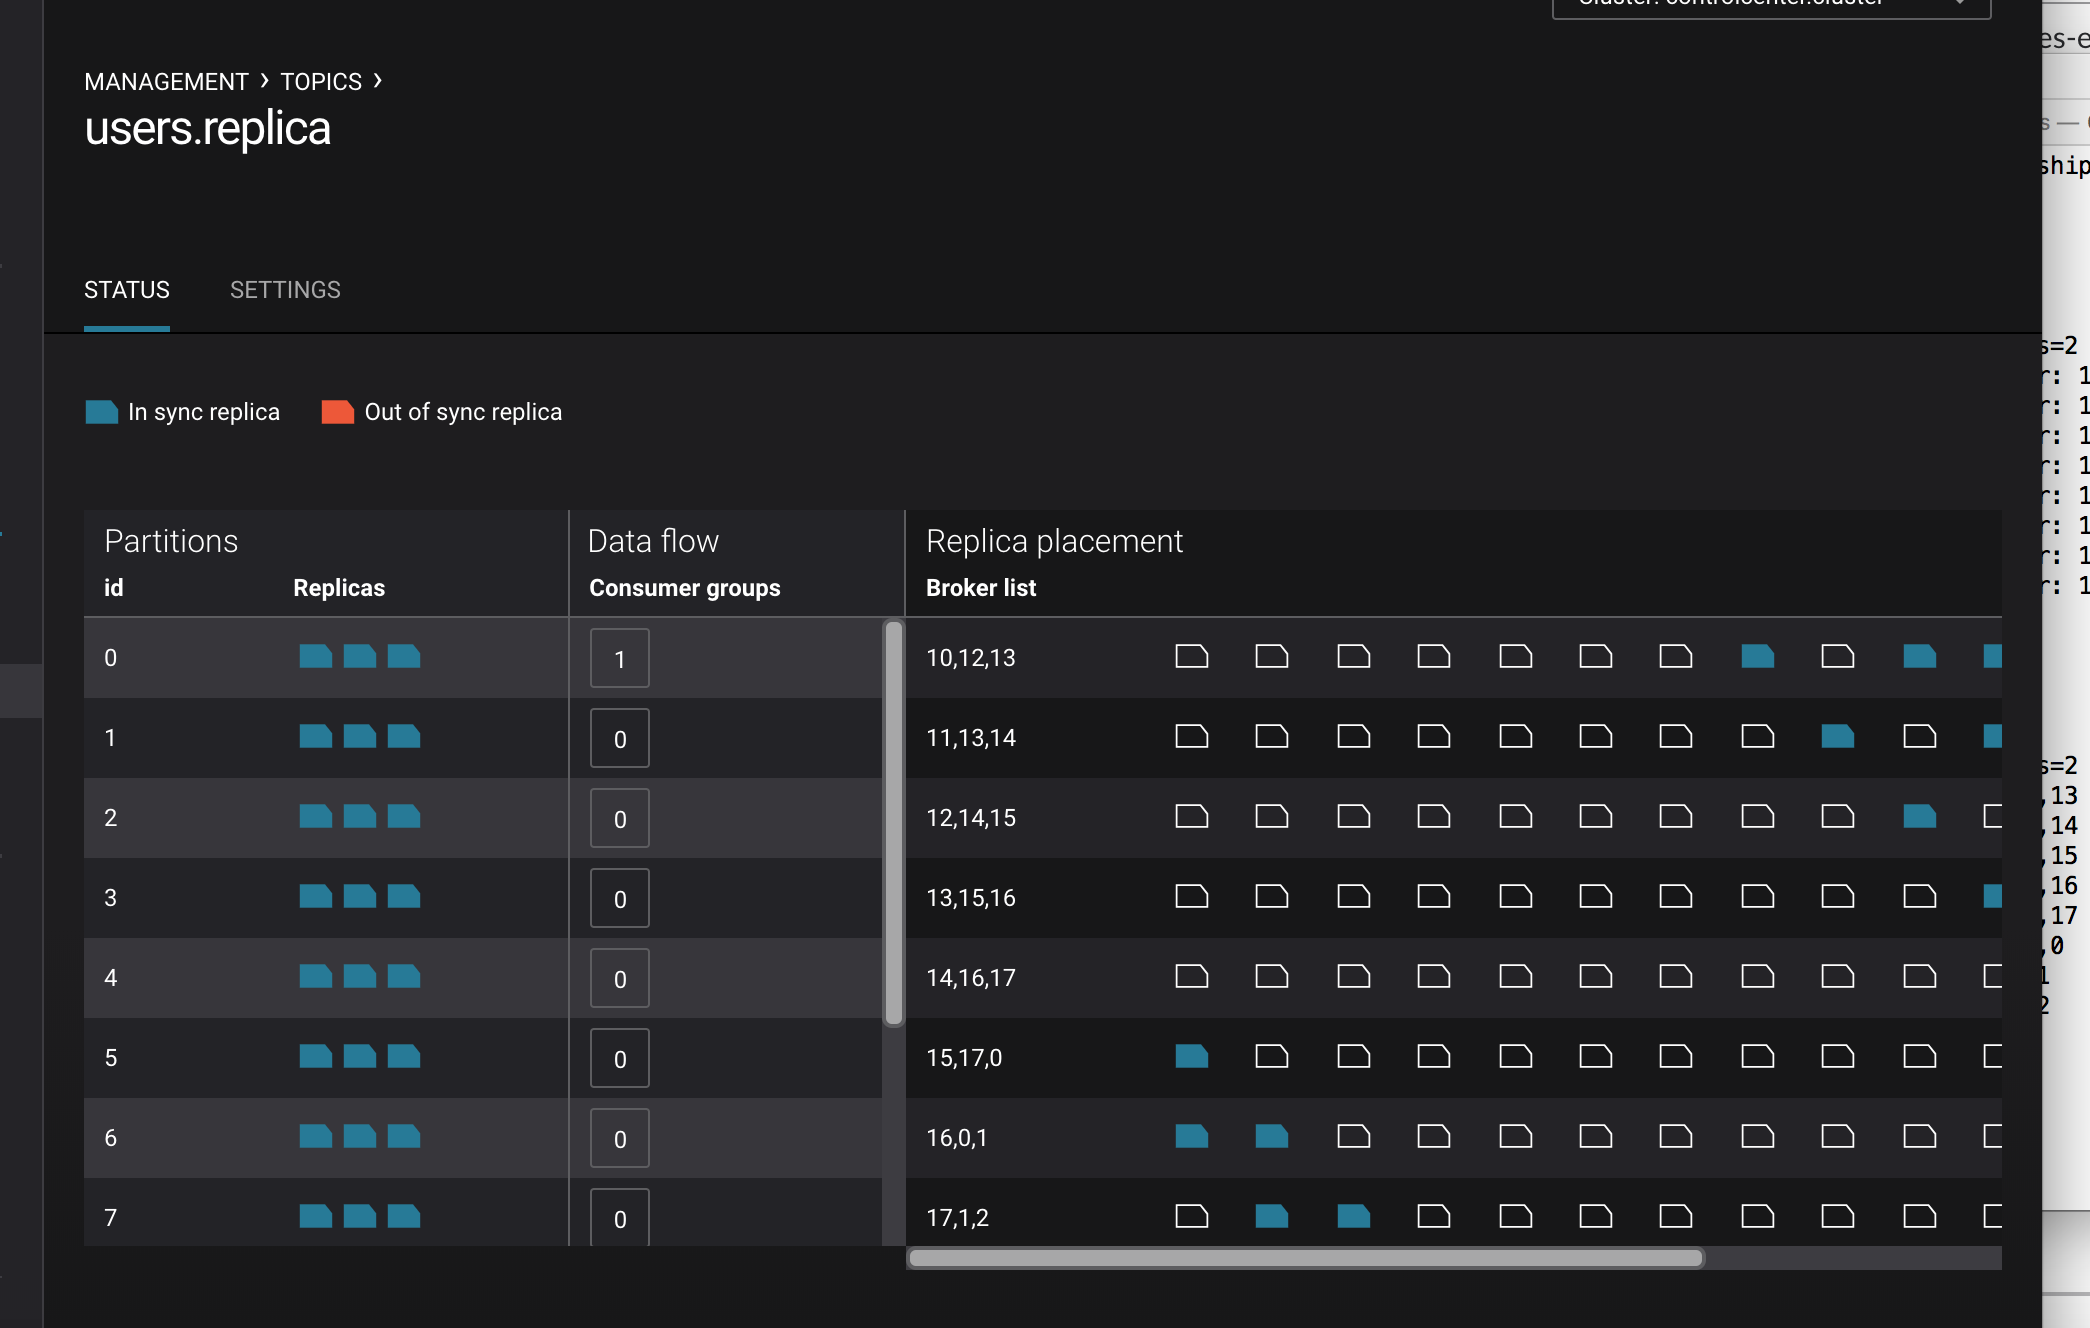 Cluster: controlcenter.cluster
MANAGEMENT › TOPICS ›
users.replica
STATUS SETTINGS
In sync replica Out of sync replica
Partitions Data flow Replica placement
id Replicas Consumer groups Broker list
0 1 10,12,13
1 0 11,13,14
2 0 12,14,15
3 0 13,15,16
4 0 14,16,17
5 0 15,17,0
6 0 16,0,1
7 0 17,1,2
es-e
s —
ship
s=2
r: 1
r: 1
r: 1
r: 1
r: 1
r: 1
r: 1
r: 1
s=2
,13
,14
,15
,16
,17
,0
1
2